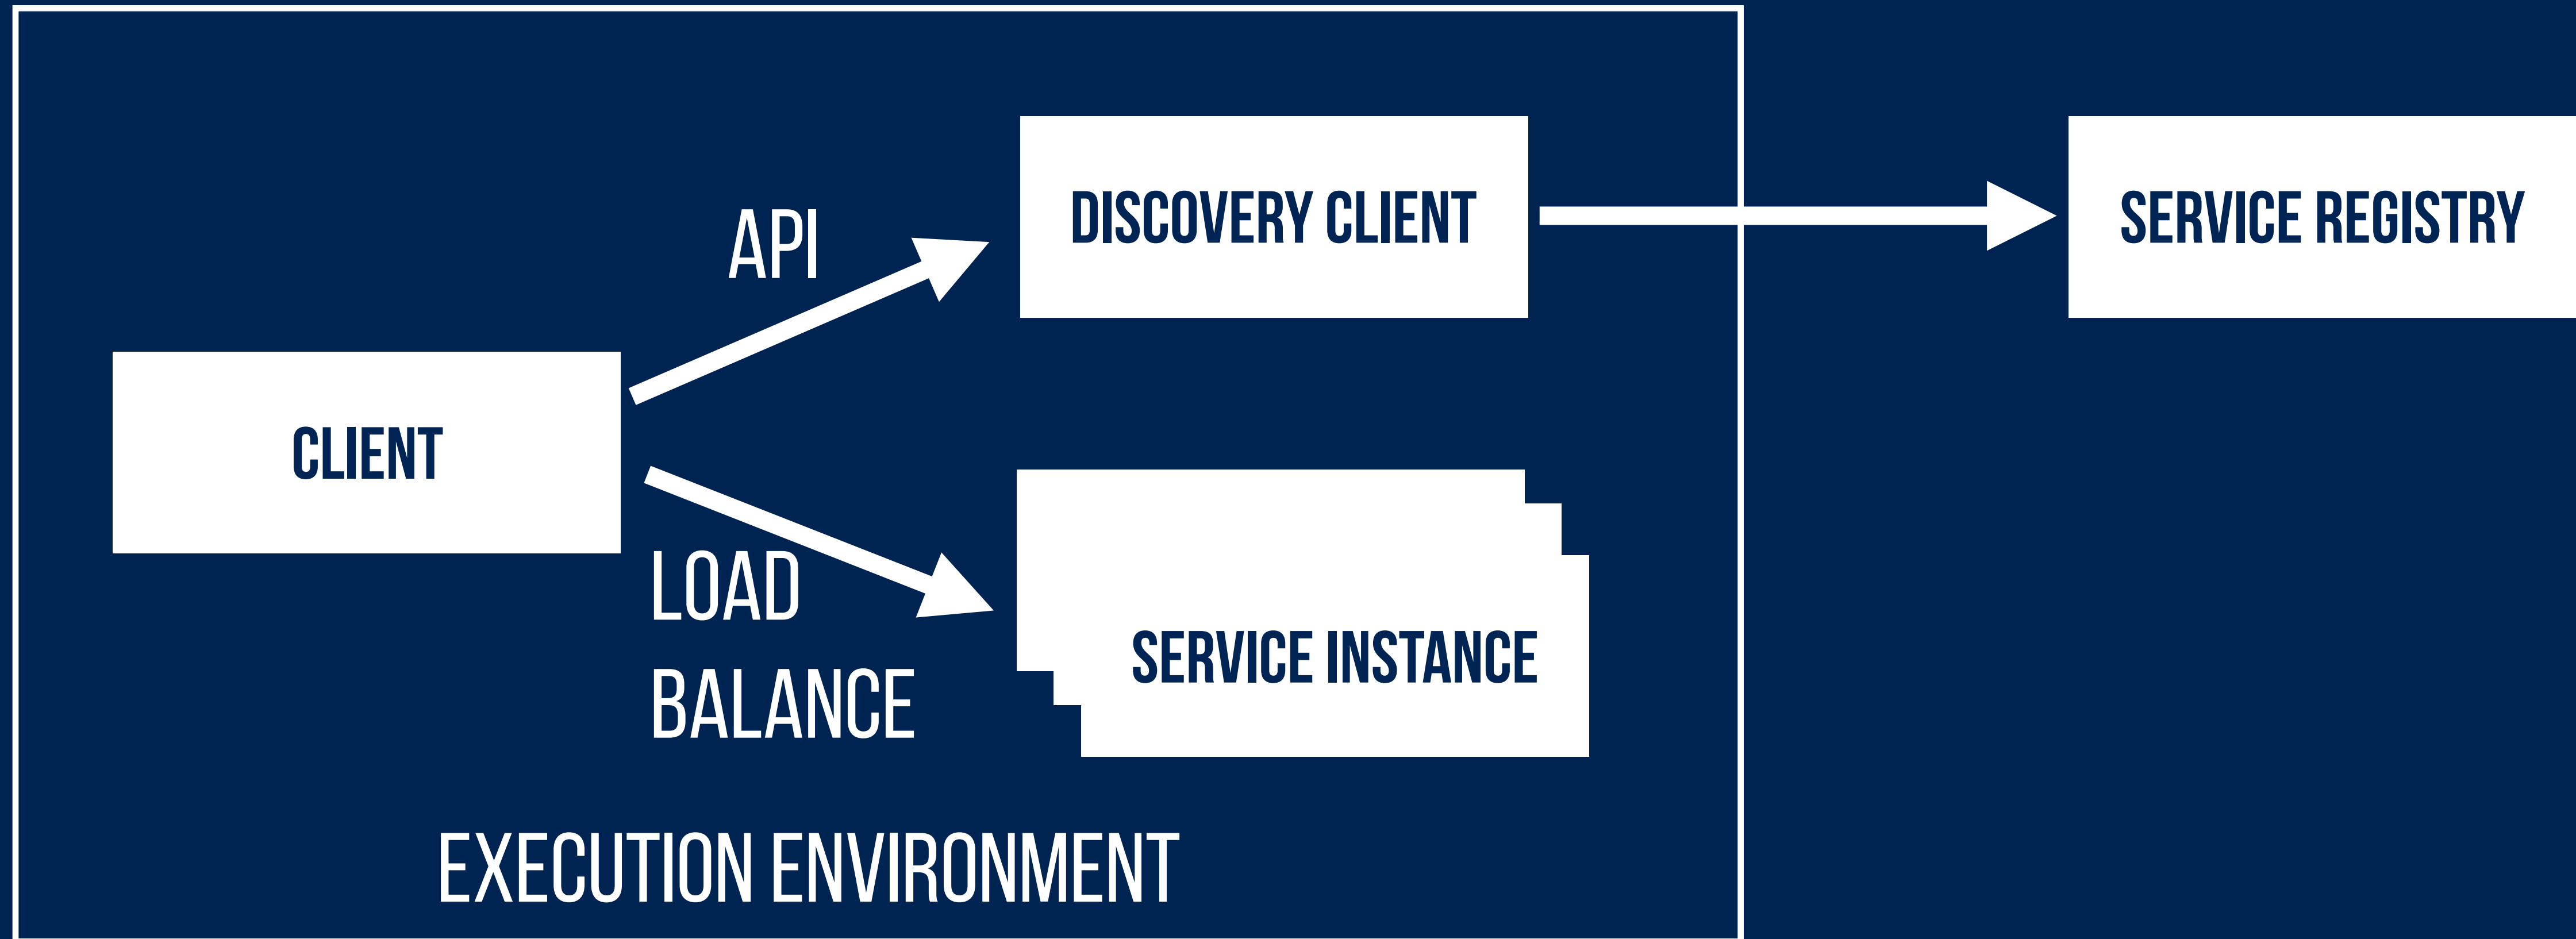 API
DISCOVERY CLIENT
SERVICE REGISTRY
CLIENT
LOAD
BALANCE
SERVICE INSTANCE
EXECUTION ENVIRONMENT